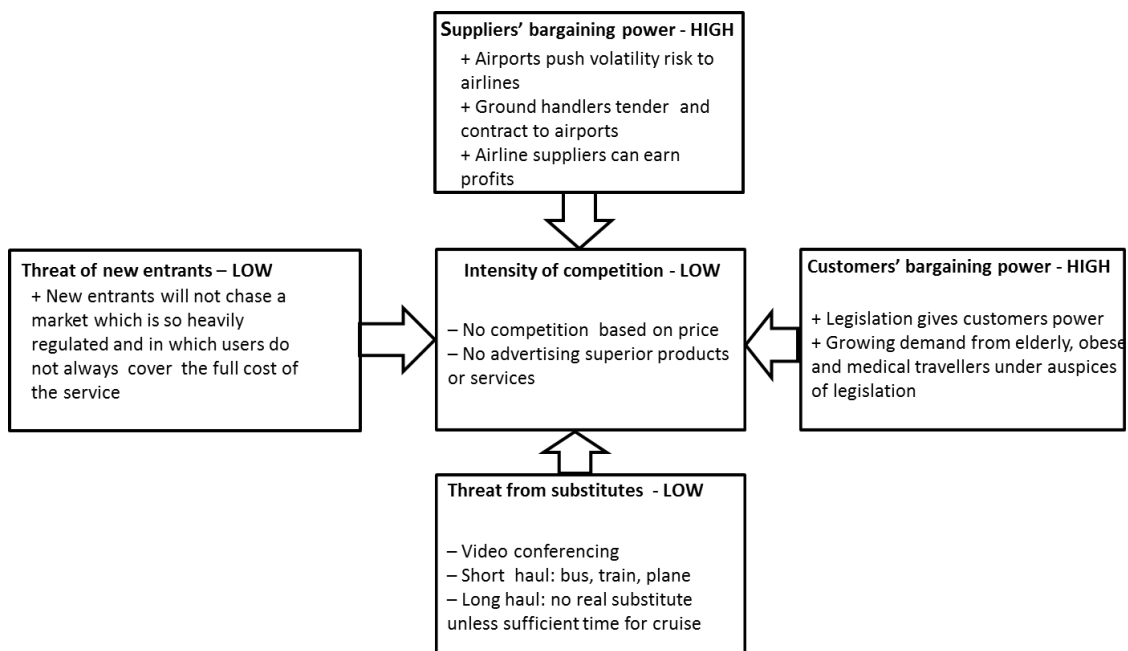 Suppliers' bargaining power - HIGH
+ Airports push volatility risk to
airlines
+ Ground handlers tender and
contract to airports
+ Airline suppliers can earn
profits
Threat of new entrants – LOW
+ New entrants will not chase a
market which is so heavily
regulated and in which users do
not always cover the full cost of
the service
Intensity of competition - LOW
– No competition based on price
– No advertising superior products
or services
Customers' bargaining power - HIGH
+ Legislation gives customers power
+ Growing demand from elderly, obese
and medical travellers under auspices
of legislation
Threat from substitutes - LOW
– Video conferencing
– Short haul: bus, train, plane
– Long haul: no real substitute
unless sufficient time for cruise